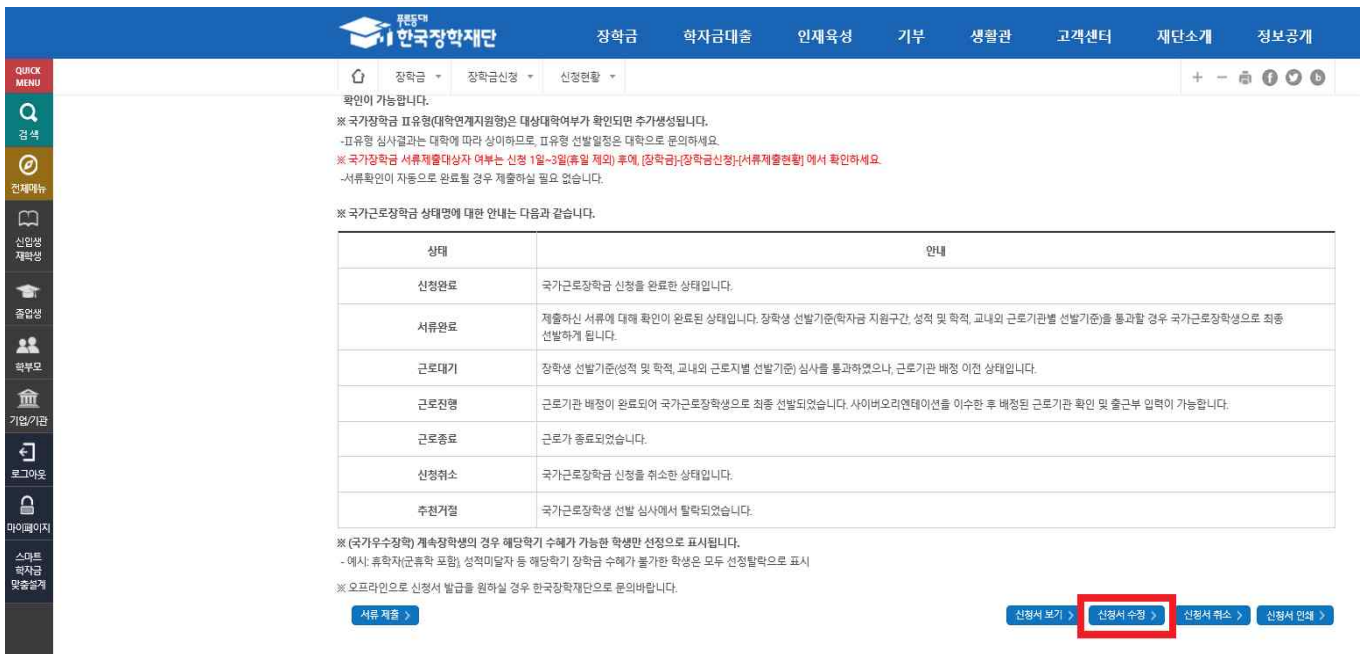 푸른등대
한국장학재단
장학금 학자금대출 인재육성 기부 생활관 고객센터 재단소개 정보공개
QUICK
MENU
검색
전체메뉴
신입생
재학생
졸업생
학부모
기업/기관
로그아웃
마이페이지
스마트
학자금
맞춤설계
장학금 장학금신청 신청현황
확인이 가능합니다.
※ 국가장학금 II유형(대학연계지원형)은 대상대학여부가 확인되면 추가생성됩니다.
-II유형 심사결과는 대학에 따라 상이하므로, II유형 선발일정은 대학으로 문의하세요.
※ 국가장학금 서류제출대상자 여부는 신청 1일~3일(휴일 제외) 후에, [장학금]-[장학금신청]-[서류제출현황] 에서 확인하세요.
-서류확인이 자동으로 완료될 경우 제출하실 필요 없습니다.
※ 국가근로장학금 상태명에 대한 안내는 다음과 같습니다.
상태 안내
신청완료 국가근로장학금 신청을 완료한 상태입니다.
서류완료 제출하신 서류에 대해 확인이 완료된 상태입니다. 장학생 선발기준(학자금 지원구간, 성적 및 학적, 교내외 근로기관별 선발기준)을 통과할 경우 국가근로장학생으로 최종
선발하게 됩니다.
근로대기 장학생 선발기준(성적 및 학적, 교내외 근로지별 선발기준) 심사를 통과하였으나, 근로기관 배정 이전 상태입니다.
근로진행 근로기관 배정이 완료되어 국가근로장학생으로 최종 선발되었습니다. 사이버오리엔테이션을 이수한 후 배정된 근로기관 확인 및 출근부 입력이 가능합니다.
근로종료 근로가 종료되었습니다.
신청취소 국가근로장학금 신청을 취소한 상태입니다.
추천거절 국가근로장학생 선발 심사에서 탈락되었습니다.
※ (국가우수장학) 계속장학생의 경우 해당학기 수혜가 가능한 학생만 선정으로 표시됩니다.
- 예시: 휴학자(군휴학 포함), 성적미달자 등 해당학기 장학금 수혜가 불가한 학생은 모두 선정탈락으로 표시
※ 오프라인으로 신청서 발급을 원하실 경우 한국장학재단으로 문의바랍니다.
서류 제출 > 신청서 보기 > 신청서 수정 > 신청서 취소 > 신청서 인쇄 >